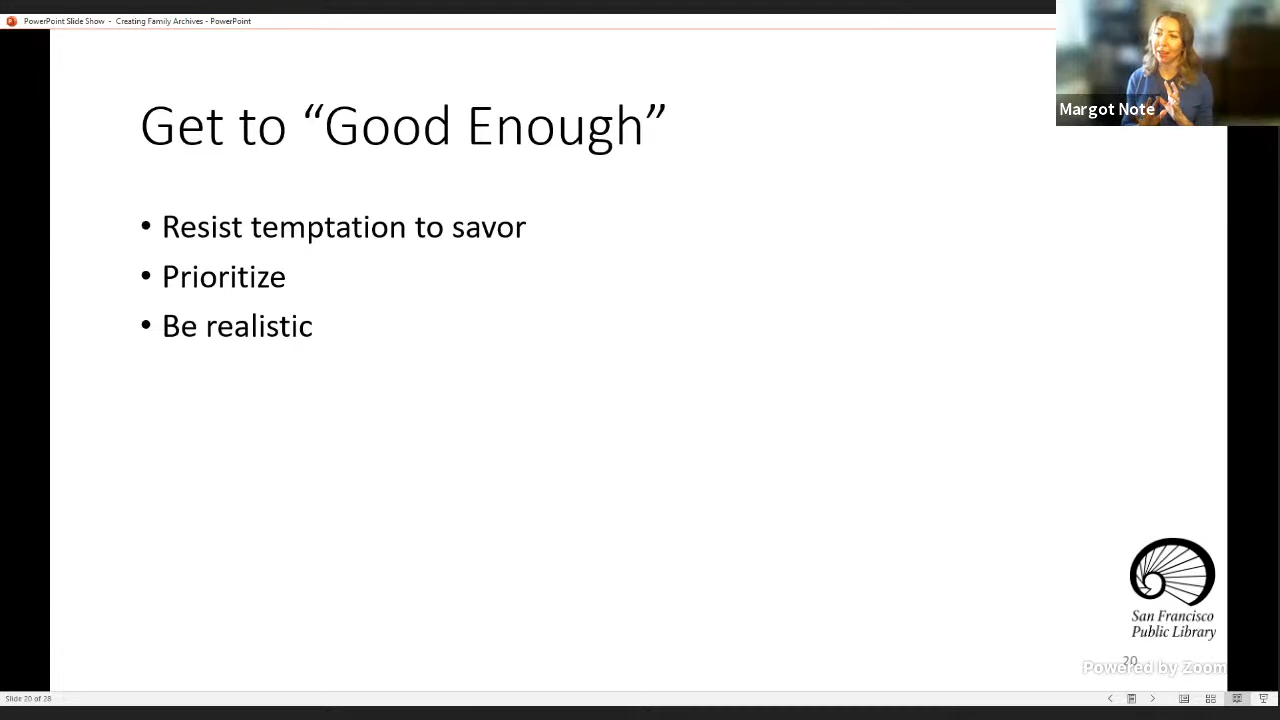 PowerPoint Slide Show - Creating Family Archives - PowerPoint
Margot Note
Get to “Good Enough”
• Resist temptation to savor
• Prioritize
• Be realistic
San Francisco
Public Library
20
Powered by Zoom
Slide 20 of 28